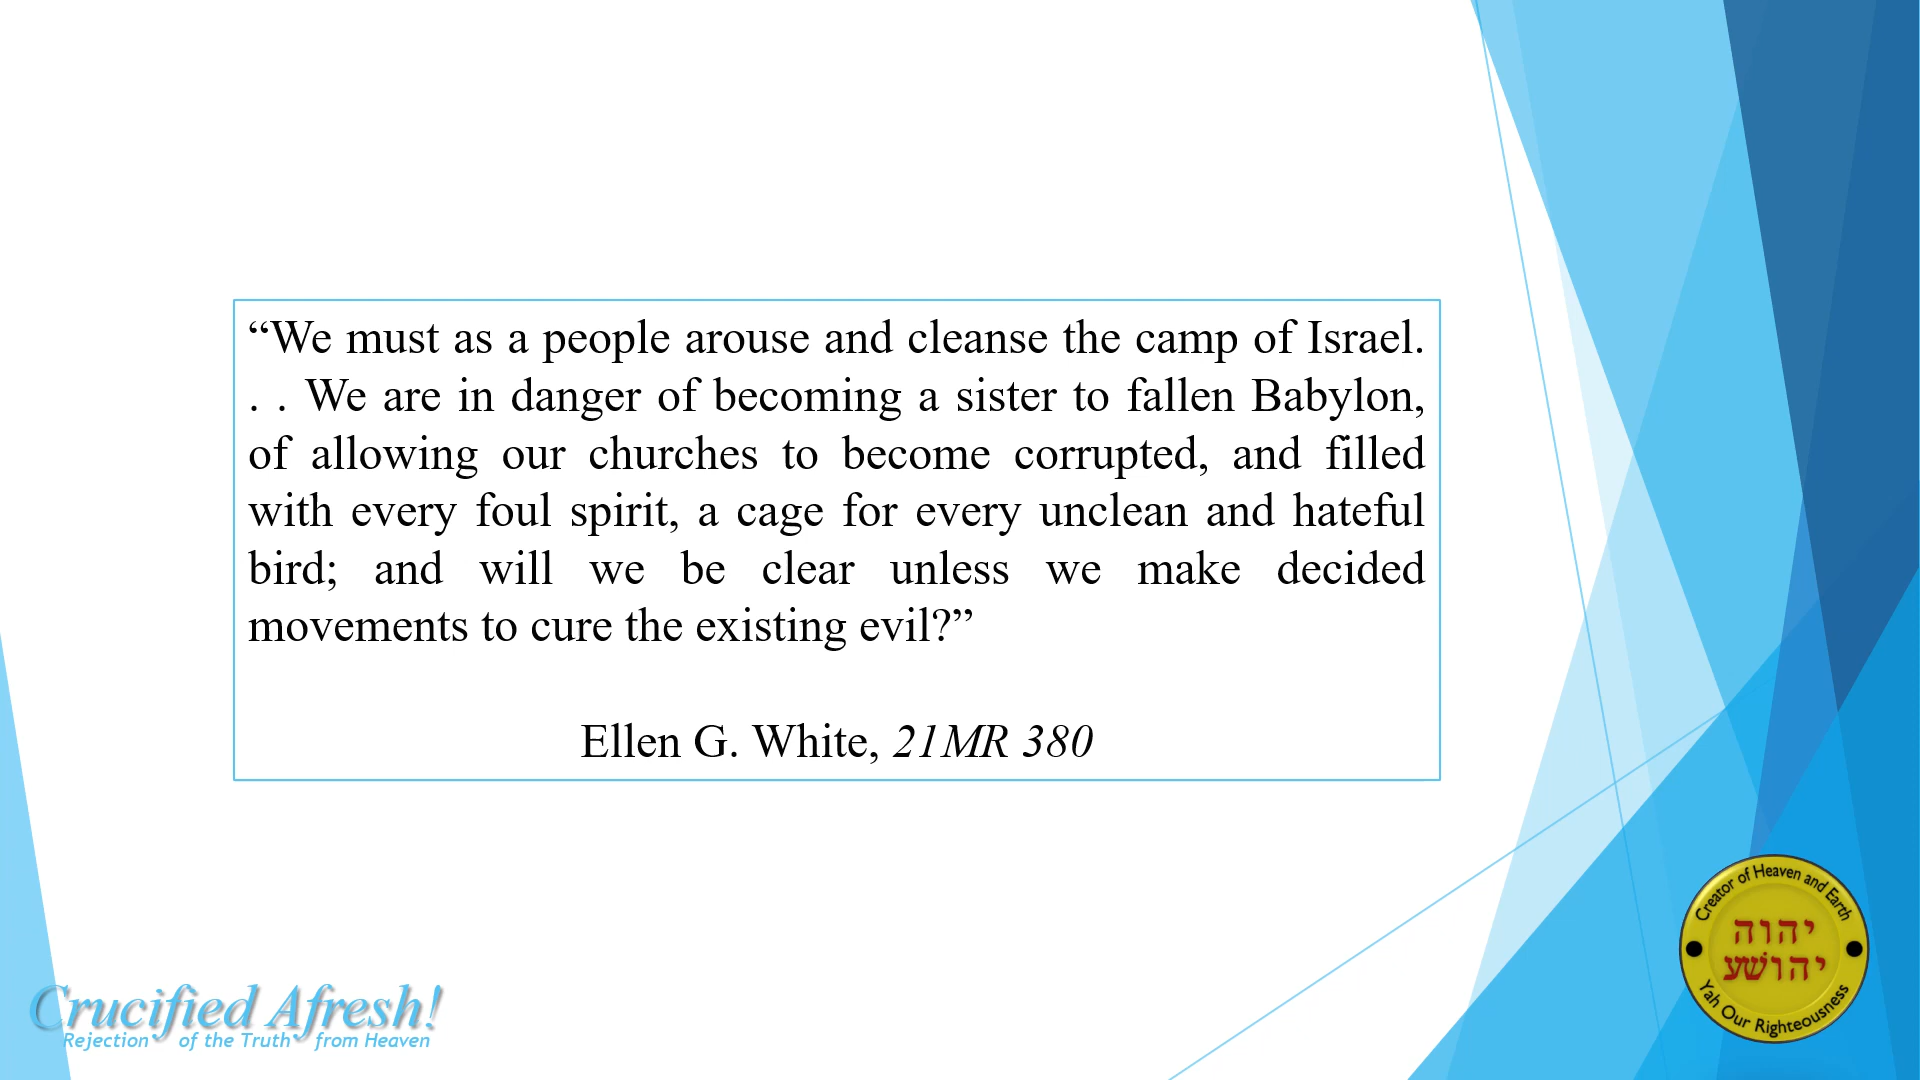 “We must as a people arouse and cleanse the camp of Israel.
. . We are in danger of becoming a sister to fallen Babylon,
of allowing our churches to become corrupted, and filled
with every foul spirit, a cage for every unclean and hateful
bird; and will we be clear unless we make decided
movements to cure the existing evil?”
Ellen G. White, 21MR 380
Crucified Afresh!
Rejection of the Truth from Heaven
Creator of Heaven and Earth
יהוה
יהושׁע
Yah Our Righteousness